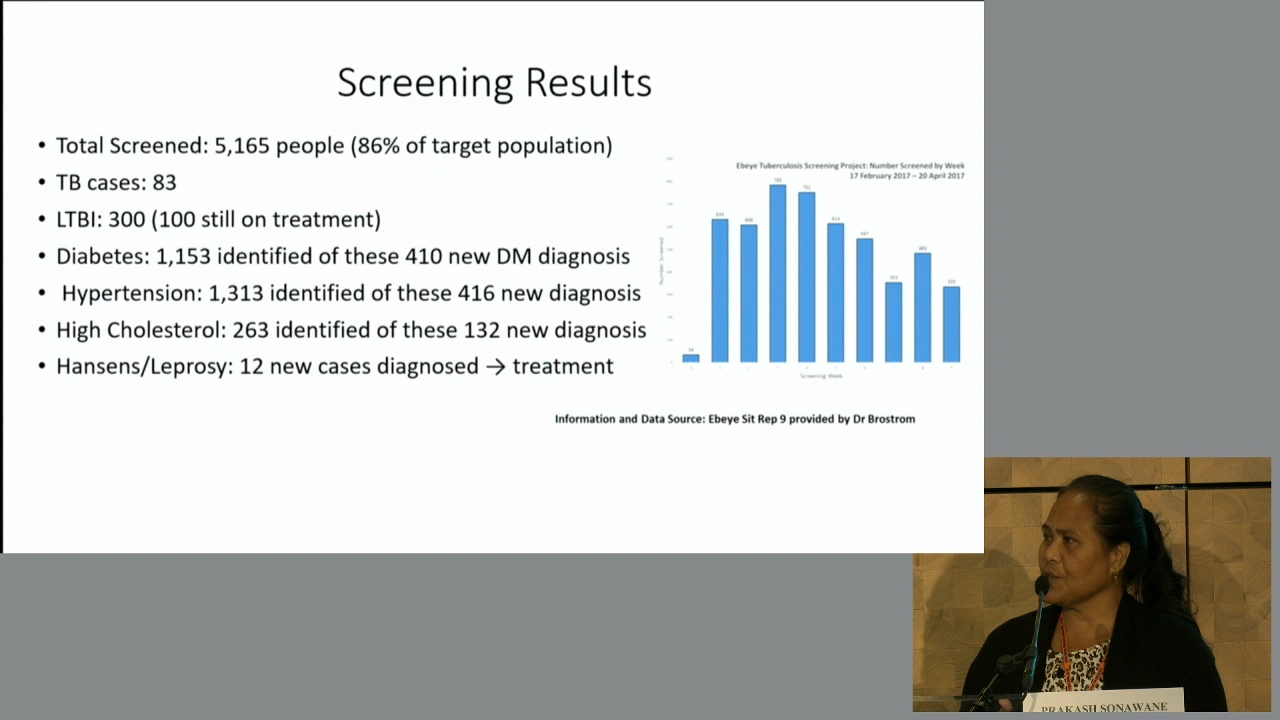 Screening Results
• Total Screened: 5,165 people (86% of target population)
• TB cases: 83
• LTBI: 300 (100 still on treatment)
• Diabetes: 1,153 identified of these 410 new DM diagnosis
• Hypertension: 1,313 identified of these 416 new diagnosis
• High Cholesterol: 263 identified of these 132 new diagnosis
• Hansens/Leprosy: 12 new cases diagnosed → treatment
Ebeye Tuberculosis Screening Project: Number Screened by Week
17 February 2017 – 20 April 2017
Number Screened
Screening Week
Information and Data Source: Ebeye Sit Rep 9 provided by Dr Brostrom
PRAKASH SONAWANE